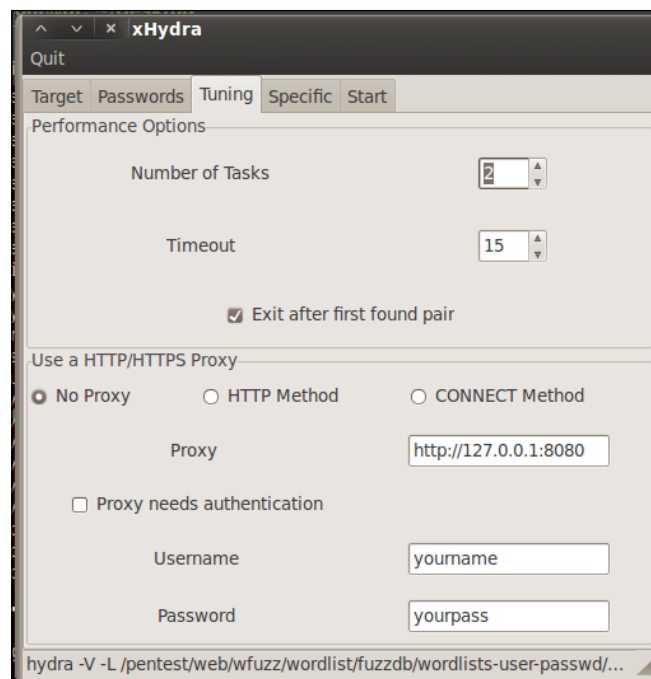 xHydra
Quit
Target Passwords Tuning Specific Start
Performance Options
Number of Tasks 2
Timeout 15
Exit after first found pair
Use a HTTP/HTTPS Proxy
No Proxy HTTP Method CONNECT Method
Proxy http://127.0.0.1:8080
Proxy needs authentication
Username yourname
Password yourpass
hydra -V -L /pentest/web/wfuzz/wordlist/fuzzdb/wordlists-user-passwd/...